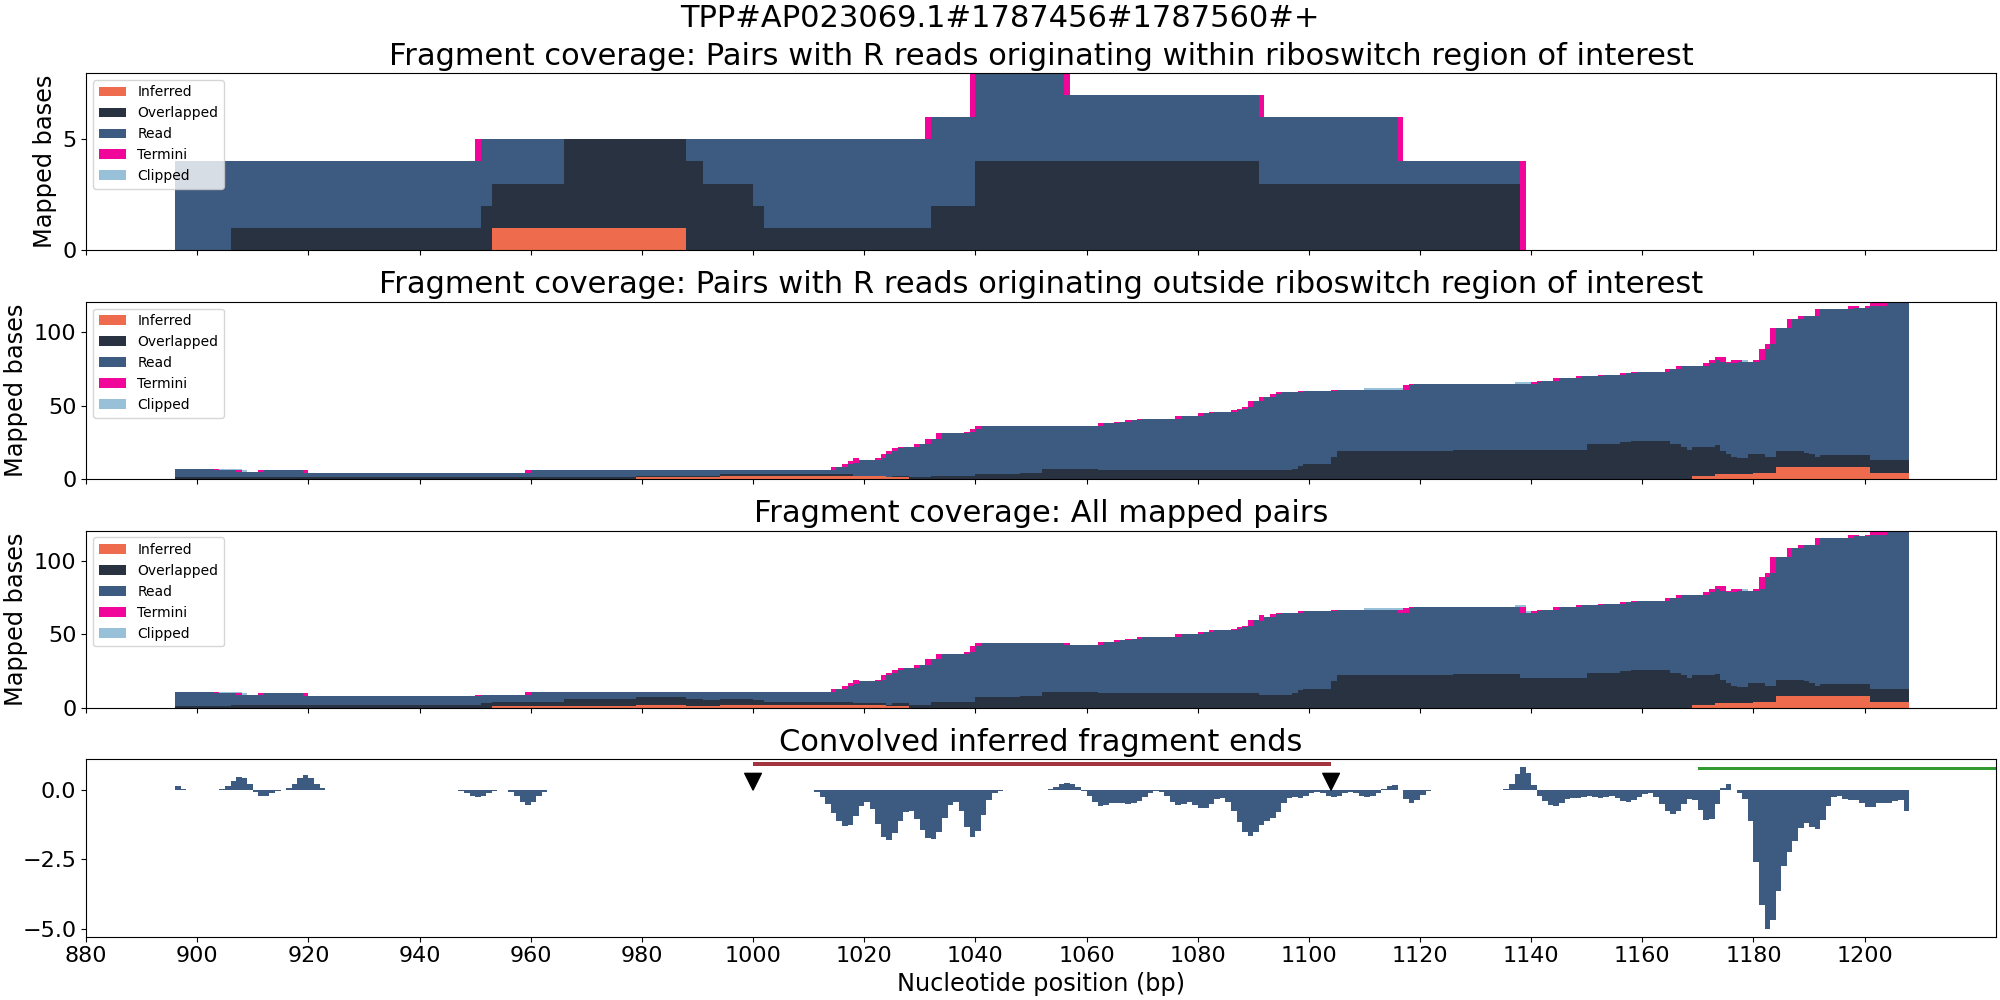 TPP#AP023069.1#1787456#1787560#+
Fragment coverage: Pairs with R reads originating within riboswitch region of interest
Mapped bases
5
0
Inferred
Overlapped
Read
Termini
Clipped
Fragment coverage: Pairs with R reads originating outside riboswitch region of interest
Mapped bases
100
50
0
Inferred
Overlapped
Read
Termini
Clipped
Fragment coverage: All mapped pairs
Mapped bases
100
50
0
Inferred
Overlapped
Read
Termini
Clipped
Convolved inferred fragment ends
0.0
−2.5
−5.0
880 900 920 940 960 980 1000 1020 1040 1060 1080 1100 1120 1140 1160 1180 1200
Nucleotide position (bp)